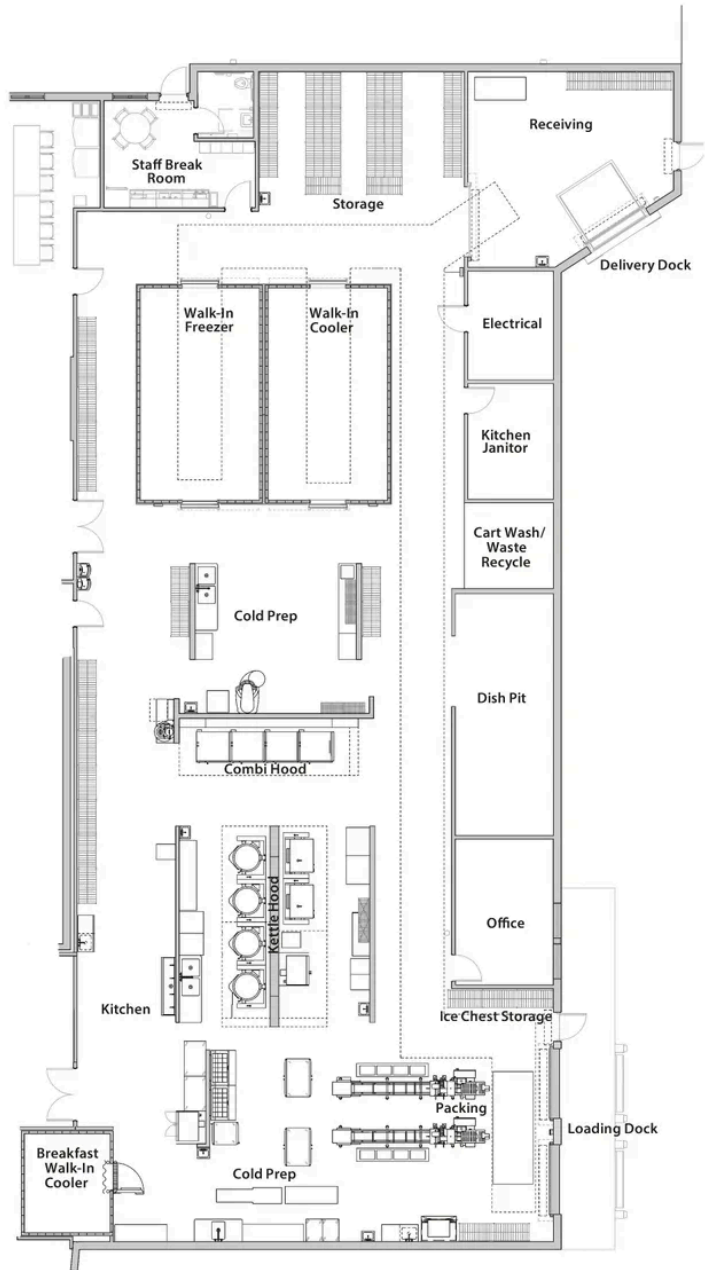 Receiving
Staff Break
Room
Storage
Delivery Dock
Walk-In
Freezer
Walk-In
Cooler
Electrical
Kitchen
Janitor
Cart Wash/
Waste
Recycle
Cold Prep
Dish Pit
Combi Hood
Kettle Hood
Office
Kitchen
Ice Chest Storage
Packing
Loading Dock
Breakfast
Walk-In
Cooler
Cold Prep